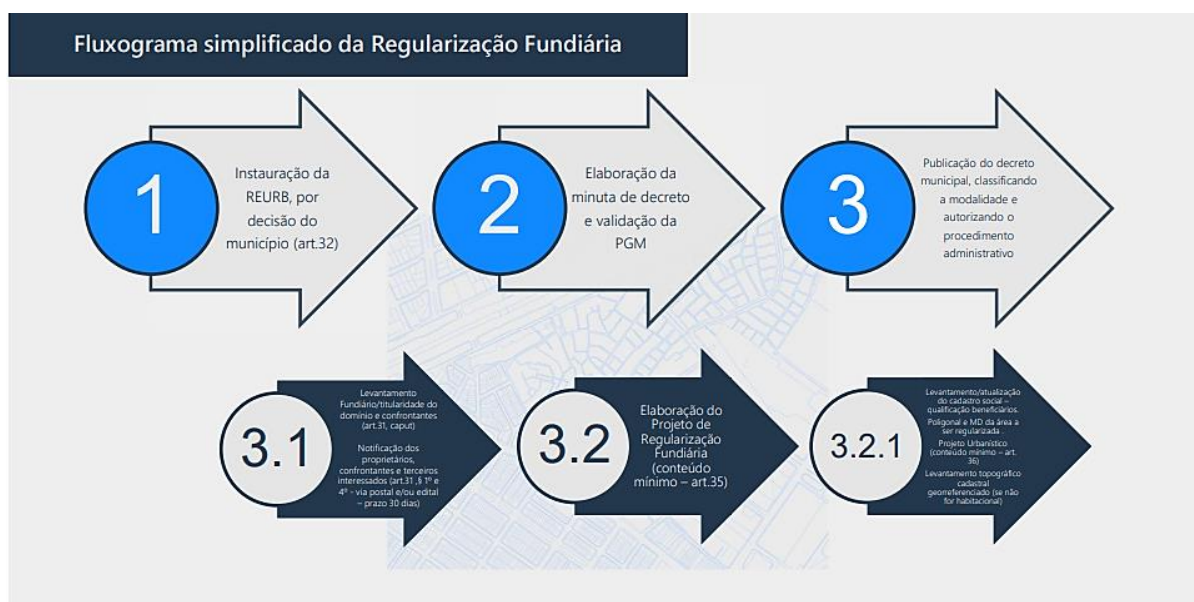 Fluxograma simplificado da Regularização Fundiária
1
Instauração da
REURB, por
decisão do
município (art.32)
2
Elaboração da
minuta de decreto
e validação da
PGM
3
Publicação do decreto
municipal, classificando
a modalidade e
autorizando o
procedimento
administrativo
3.1
Levantamento
Fundiário/titularidade do
domínio e confrontantes
(art.31, caput)
Notificação dos
proprietários,
confrontantes e terceiros
interessados (art.31 ,§ 1º e
4º - via postal e/ou edital
– prazo 30 dias)
3.2
Elaboração do
Projeto de
Regularização
Fundiária
(conteúdo
mínimo – art.35)
3.2.1
Levantamento/atualização
do cadastro social –
qualificação beneficiários.
Poligonal e MD da área a
ser regularizada .
Projeto Urbanístico
(conteúdo mínimo – art.
36)
Levantamento topográfico
cadastral
georreferenciado (se não
for habitacional)